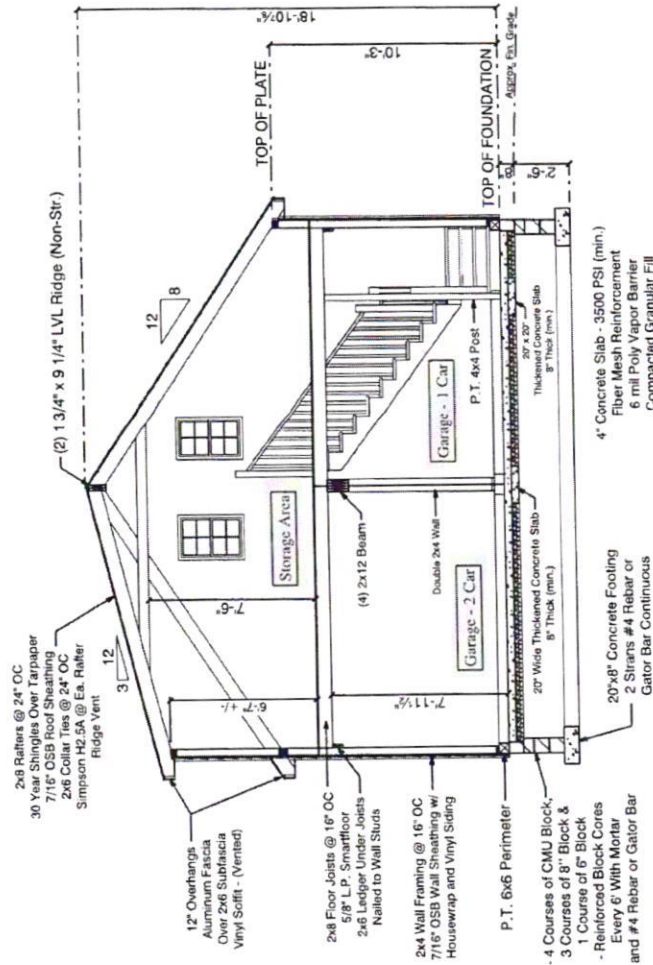 2x8 Rafters @ 24" OC
30 Year Shingles Over Tarpaper
7/16" OSB Roof Sheathing
2x6 Collar Ties @ 24" OC
Simpson H2.5A @ Ea. Rafter
Ridge Vent
(2) 1 3/4" x 9 1/4" LVL Ridge (Non-Str.)
12
3
12
8
12" Overhangs
Aluminum Fascia
Over 2x6 Subfascia
Vinyl Soffit - (Vented)
2x8 Floor Joists @ 16" OC
5/8" L.P. Smartfloor
2x6 Ledger Under Joists
Nailed to Wall Studs
2x4 Wall Framing @ 16" OC
7/16" OSB Wall Sheathing w/
Housewrap and Vinyl Siding
P.T. 6x6 Perimeter
- 4 Courses of CMU Block,
3 Courses of 8" Block &
1 Course of 6" Block
- Reinforced Block Cores
Every 6' With Mortar
and #4 Rebar or Gator Bar
6'-7" +/-
7'-6"
7'-11½"
Storage Area
(4) 2x12 Beam
Double 2x4 Wall
Garage - 2 Car
Garage - 1 Car
P.T. 4x4 Post
20" Wide Thickened Concrete Slab
8" Thick (min.)
20" x 20"
Thickened Concrete Slab
8" Thick (min.)
20"x8" Concrete Footing
2 Strans #4 Rebar or
Gator Bar Continuous
4" Concrete Slab - 3500 PSI (min.)
Fiber Mesh Reinforcement
6 mil Poly Vapor Barrier
Compacted Granular Fill
TOP OF PLATE
TOP OF FOUNDATION
Approx. Fin. Grade
18'-10⅞"
10'-3"
8"
2'-6"